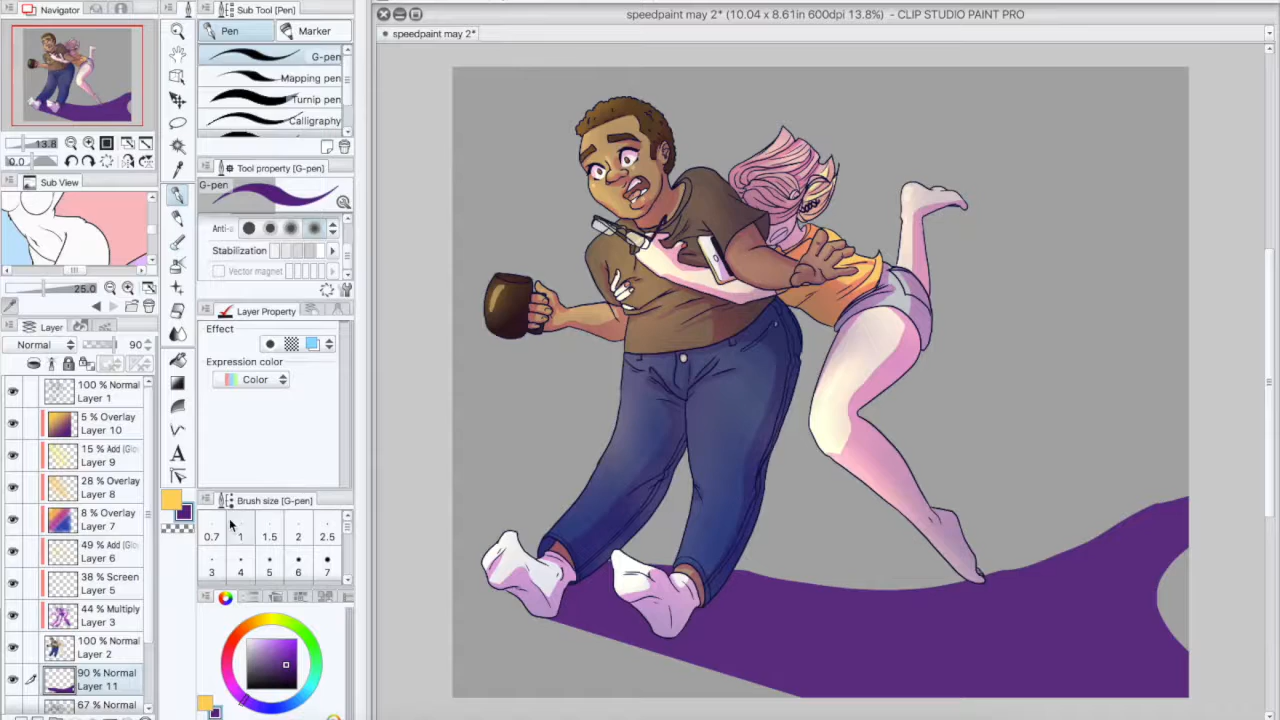 Navigator
Sub Tool [Pen]
speedpaint may 2* (10.04 x 8.61in 600dpi 13.8%) - CLIP STUDIO PAINT PRO
Pen
Marker
speedpaint may 2*
G-pen
Mapping pen
Turnip pen
Calligraphy
13.8
0.0
Tool property [G-pen]
Sub View
G-pen
Anti-a
Stabilization
Vector magnet
25.0
Layer Property
Layer
Effect
Normal
90
Expression color
Color
100 % Normal
Layer 1
5 % Overlay
Layer 10
15 % Add (Glo
Layer 9
28 % Overlay
Layer 8
8 % Overlay
Layer 7
49 % Add (Glo
Layer 6
38 % Screen
Layer 5
44 % Multiply
Layer 3
100 % Normal
Layer 2
90 % Normal
Layer 11
67 % Normal
Brush size [G-pen]
0.7 1 1.5 2 2.5
3 4 5 6 7